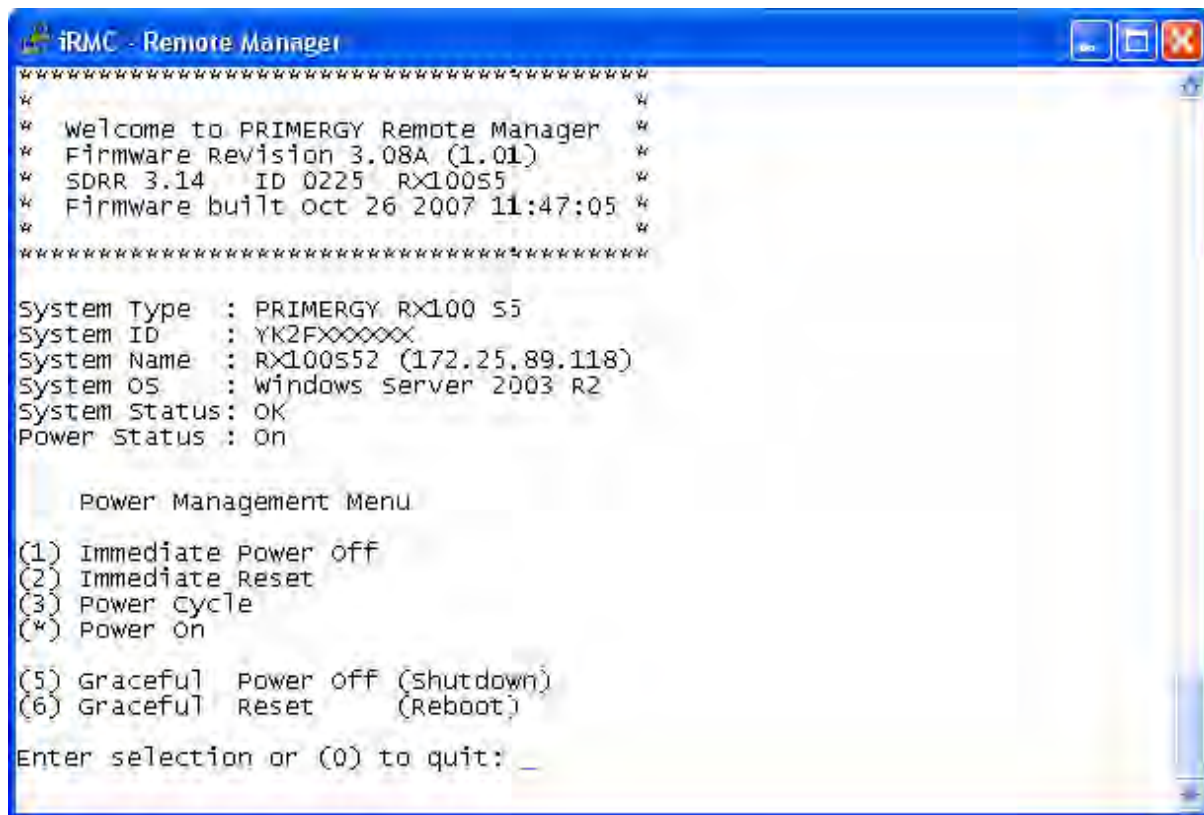 iRMC - Remote Manager
*****************************************
*                                       *
*  Welcome to PRIMERGY Remote Manager   *
*  Firmware Revision 3.08A (1.01)       *
*  SDRR 3.14   ID 0225  RX100S5         *
*  Firmware built Oct 26 2007 11:47:05  *
*                                       *
*****************************************
System Type  : PRIMERGY RX100 S5
System ID    : YK2FXXXXXX
System Name  : RX100S52 (172.25.89.118)
System OS    : Windows Server 2003 R2
System Status: OK
Power Status : On
Power Management Menu
(1) Immediate Power Off
(2) Immediate Reset
(3) Power Cycle
(*) Power On
(5) Graceful  Power Off (Shutdown)
(6) Graceful  Reset     (Reboot)
Enter selection or (0) to quit: _